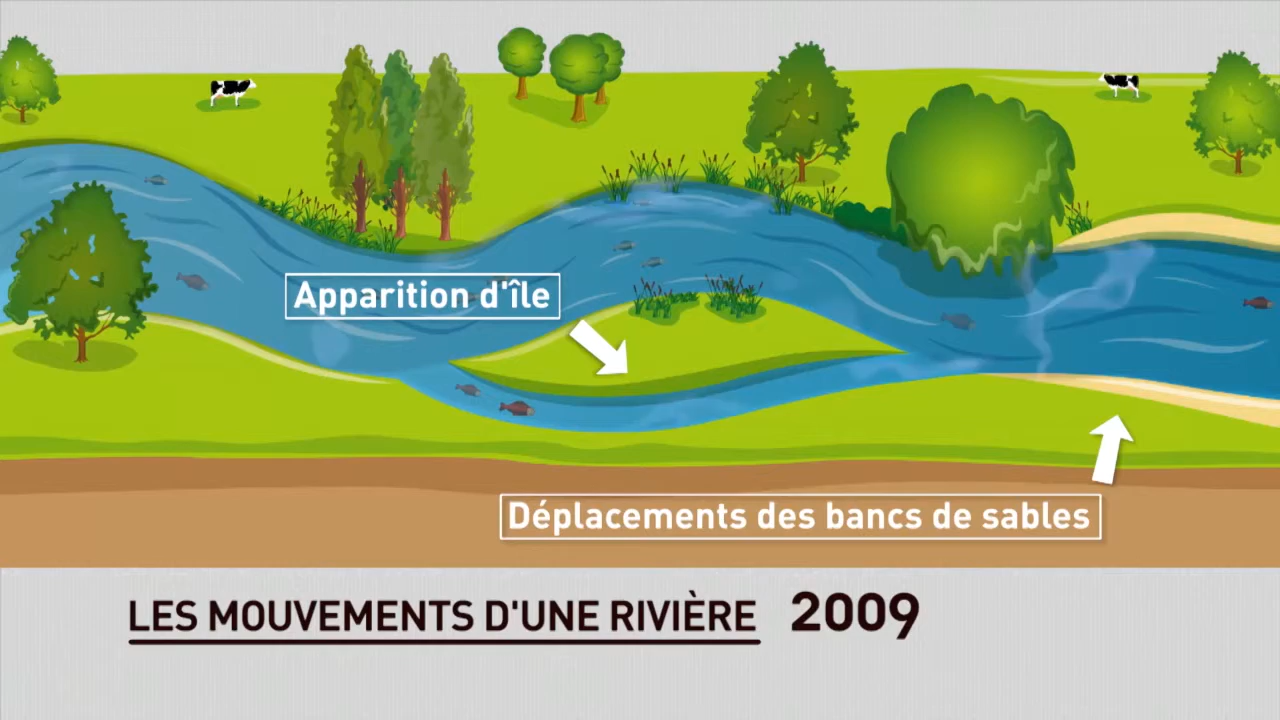 Apparition d'île
Déplacements des bancs de sables
LES MOUVEMENTS D'UNE RIVIÈRE 2009